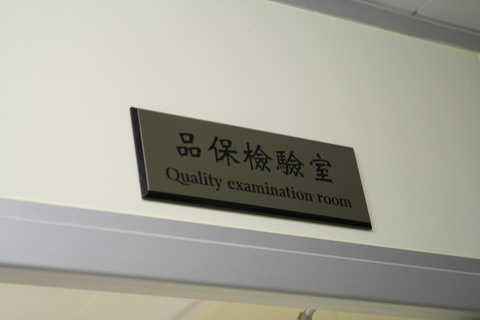 品保檢驗室
Quality examination room